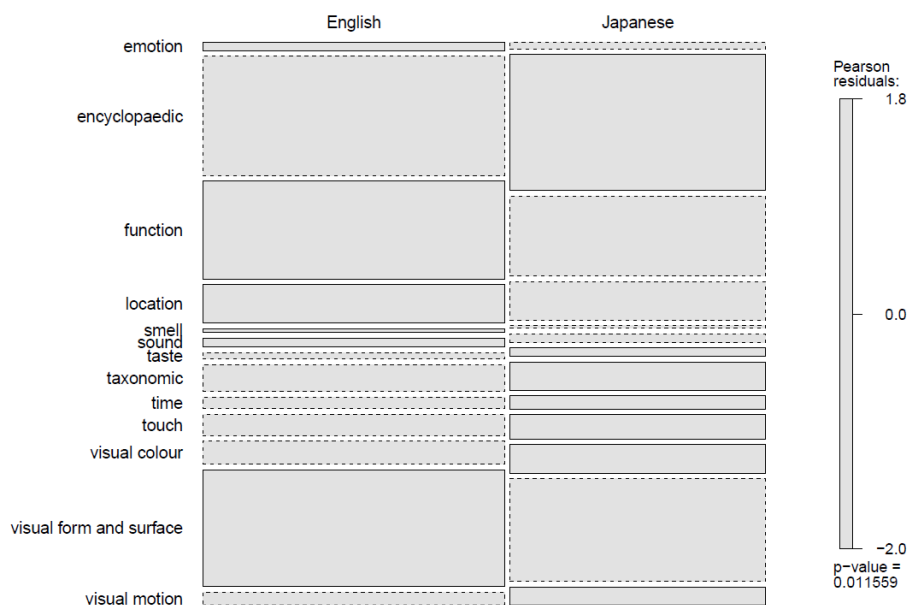 English Japanese
emotion
encyclopaedic
function
location
smell
sound
taste
taxonomic
time
touch
visual colour
visual form and surface
visual motion
Pearson
residuals:
1.8
0.0
−2.0
p−value =
0.011559